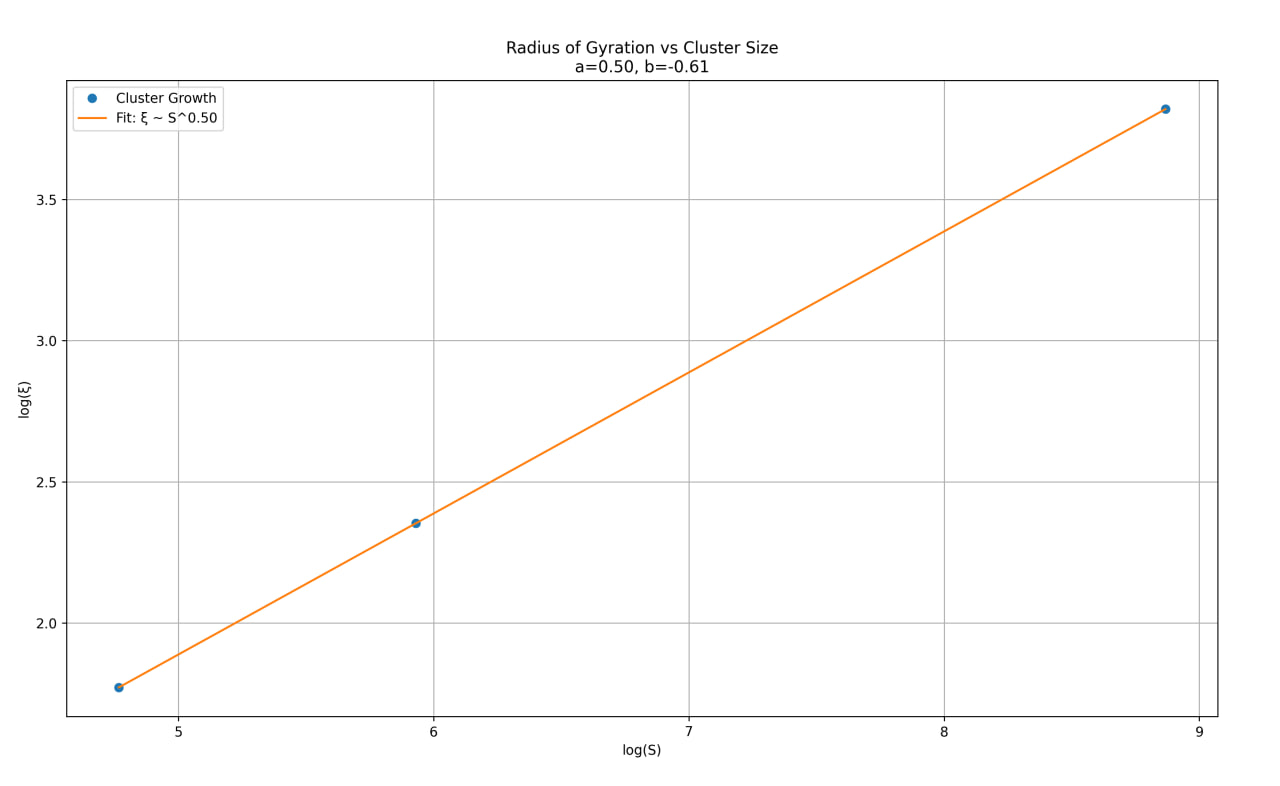 Radius of Gyration vs Cluster Size
a=0.50, b=-0.61
Cluster Growth
Fit: ξ ~ S^0.50
3.5
3.0
2.5
2.0
log(ξ)
5 6 7 8 9
log(S)